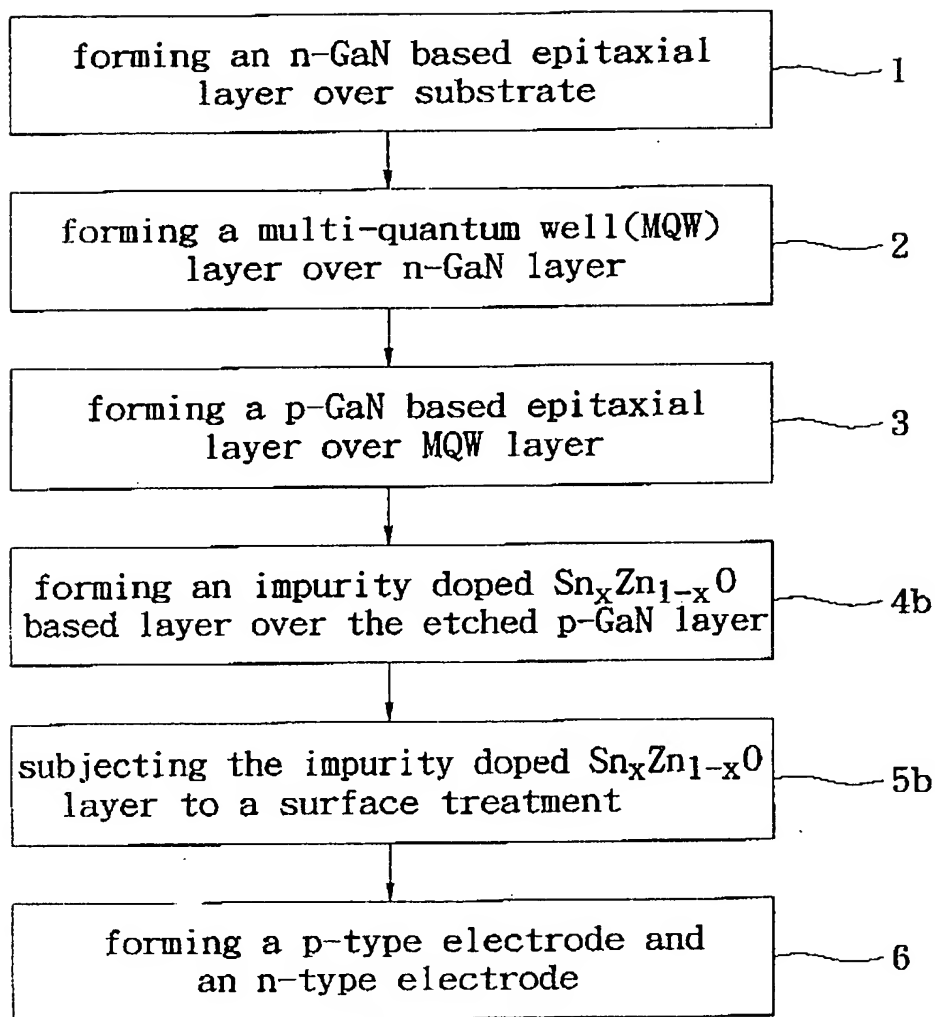 forming an n-GaN based epitaxial
layer over substrate
1
forming a multi-quantum well(MQW)
layer over n-GaN layer
2
forming a p-GaN based epitaxial
layer over MQW layer
3
forming an impurity doped SnₓZn₁₋ₓO
based layer over the etched p-GaN layer
4b
subjecting the impurity doped SnₓZn₁₋ₓO
layer to a surface treatment
5b
forming a p-type electrode and
an n-type electrode
6